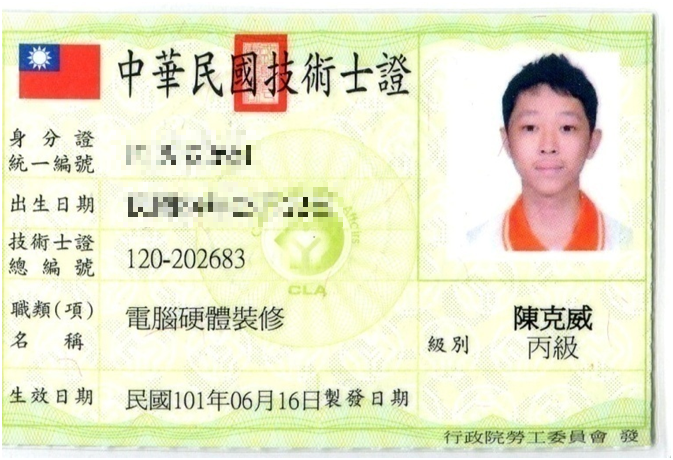 中華民國技術士證
身分證
統一編號
出生日期
技術士證
總編號 120-202683
職類(項)
名稱 電腦硬體裝修
陳克威
級別 丙級
生效日期 民國101年06月16日製發日期
CLA
行政院勞工委員會 發